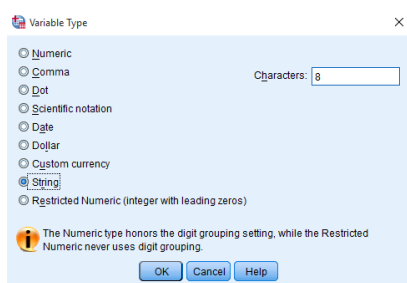 Variable Type
Numeric
Comma
Characters: 8
Dot
Scientific notation
Date
Dollar
Custom currency
String
Restricted Numeric (integer with leading zeros)
The Numeric type honors the digit grouping setting, while the Restricted
Numeric never uses digit grouping.
OK Cancel Help